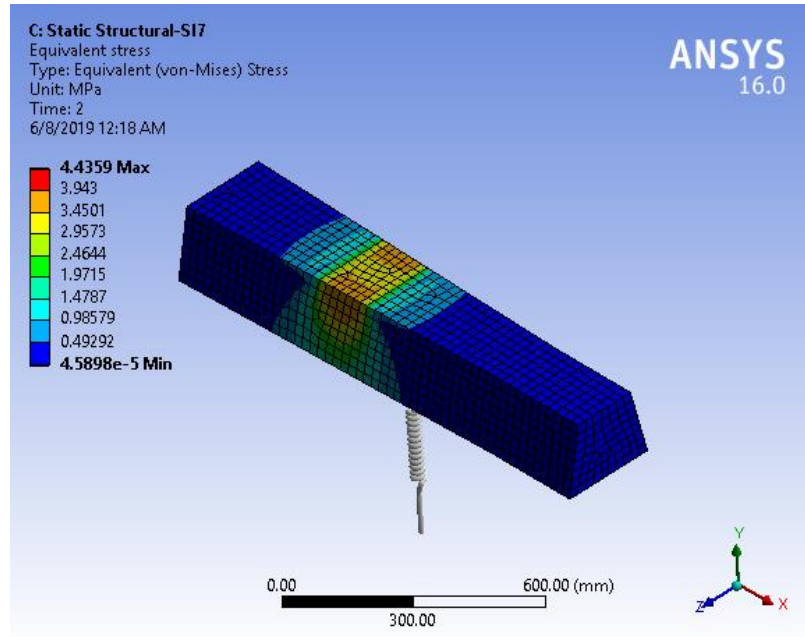 C: Static Structural-SI7
Equivalent stress
Type: Equivalent (von-Mises) Stress
Unit: MPa
Time: 2
6/8/2019 12:18 AM
ANSYS
16.0
4.4359 Max
3.943
3.4501
2.9573
2.4644
1.9715
1.4787
0.98579
0.49292
4.5898e-5 Min
0.00
600.00 (mm)
300.00
Y
Z
X